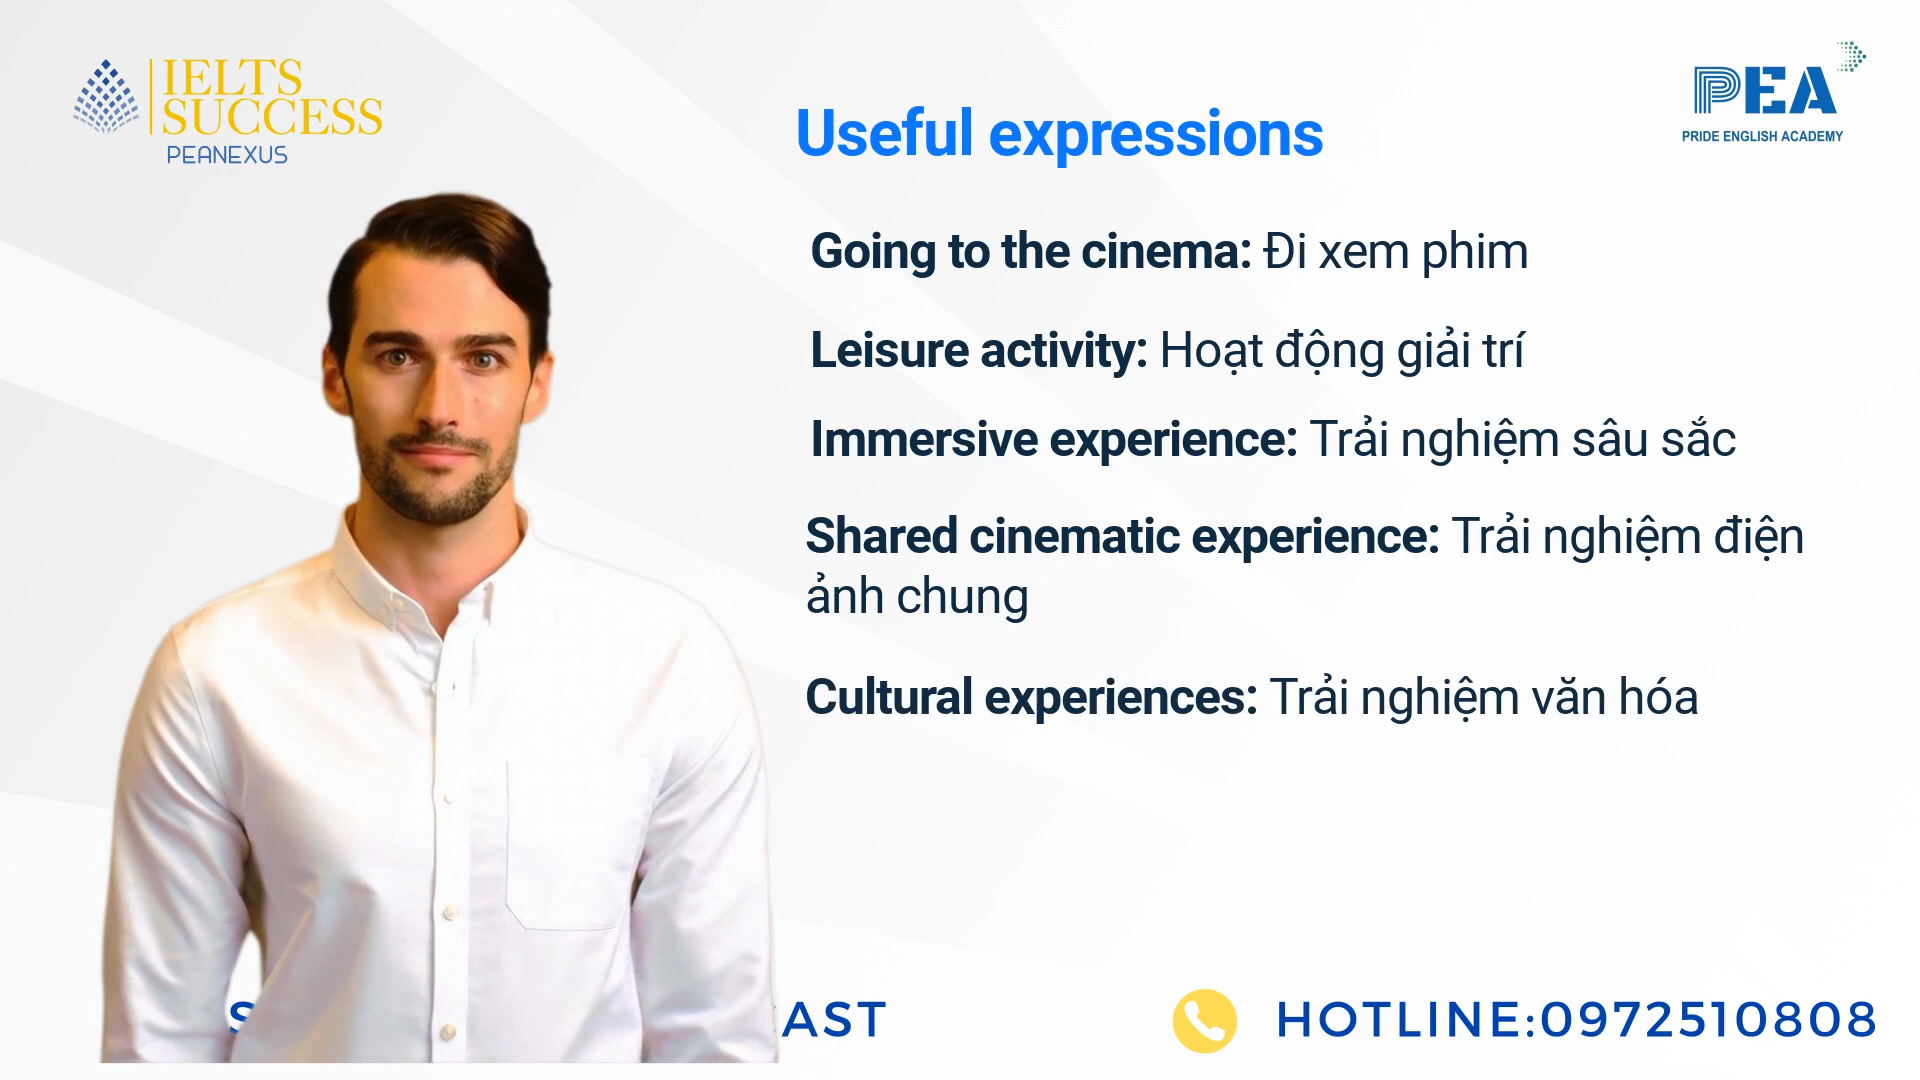 IELTS
SUCCESS
PEANEXUS
PEA
PRIDE ENGLISH ACADEMY
Useful expressions
Going to the cinema: Đi xem phim
Leisure activity: Hoạt động giải trí
Immersive experience: Trải nghiệm sâu sắc
Shared cinematic experience: Trải nghiệm điện
ảnh chung
Cultural experiences: Trải nghiệm văn hóa
HOTLINE:0972510808